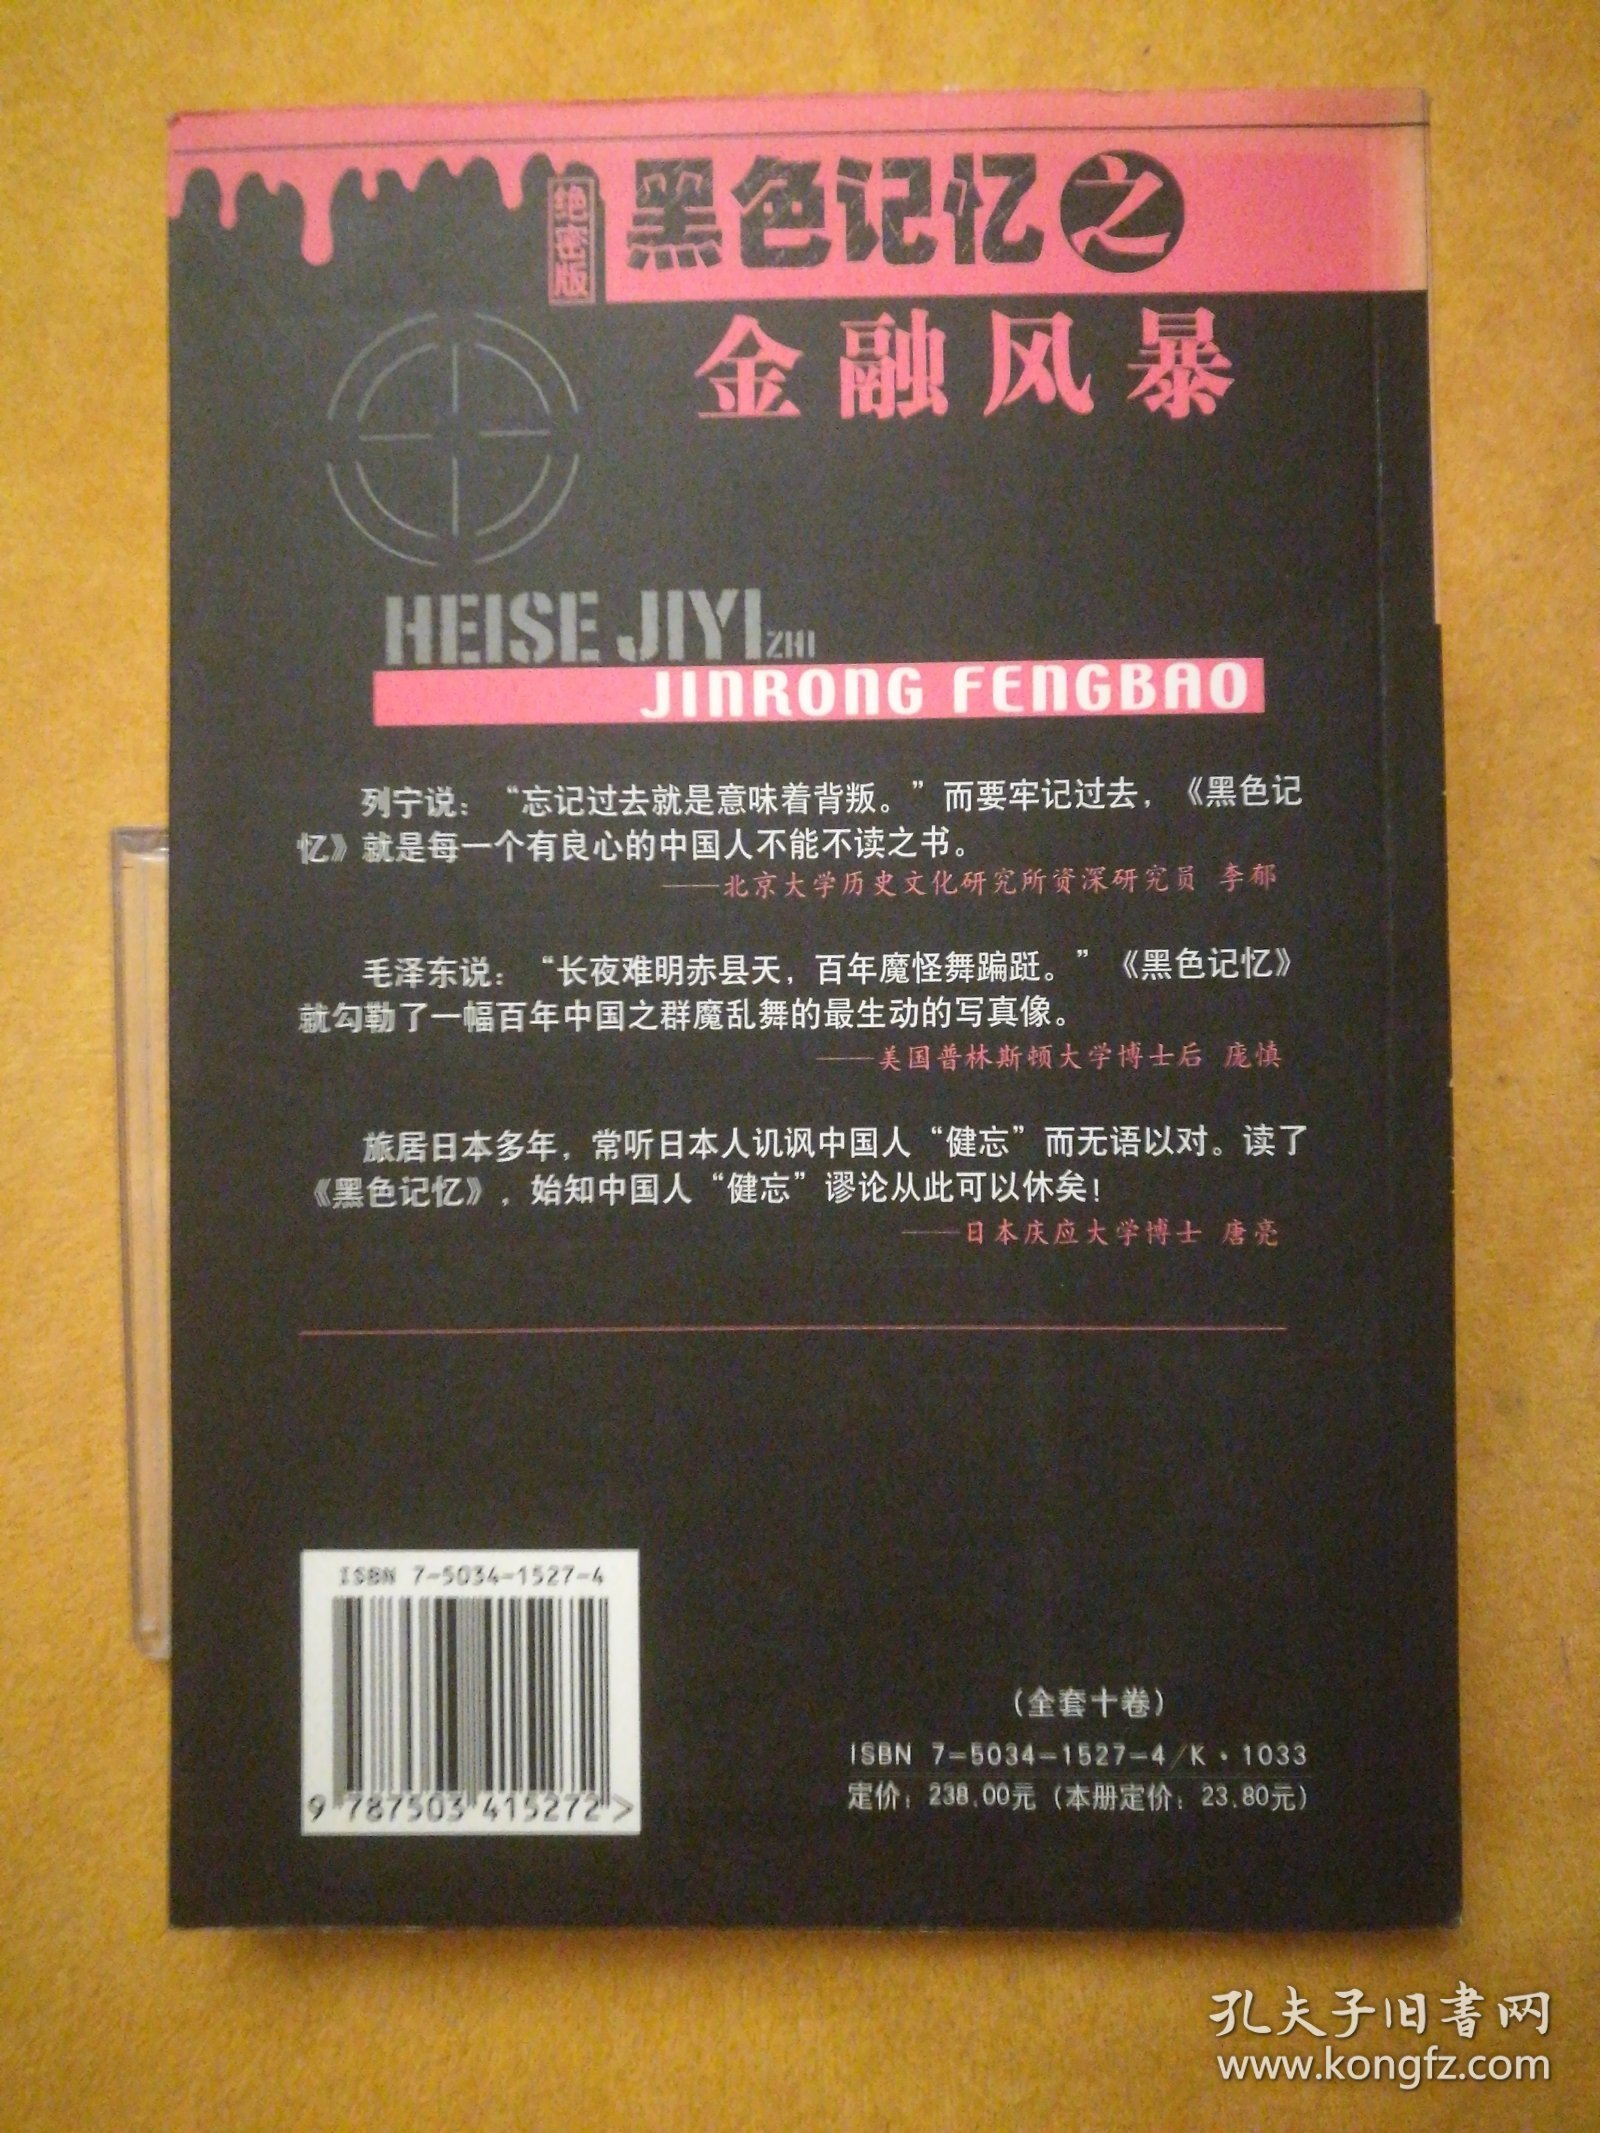 绝密版
黑色记忆之
金融风暴
HEISE JIYI ZHI
JINRONG FENGBAO
列宁说：“忘记过去就是意味着背叛。”而要牢记过去，《黑色记
忆》就是每一个有良心的中国人不能不读之书。
——北京大学历史文化研究所资深研究员 李郁
毛泽东说：“长夜难明赤县天，百年魔怪舞蹁跹。”《黑色记忆》
就勾勒了一幅百年中国之群魔乱舞的最生动的写真像。
——美国普林斯顿大学博士后 庞慎
旅居日本多年，常听日本人讥讽中国人“健忘”而无语以对。读了
《黑色记忆》，始知中国人“健忘”谬论从此可以休矣！
——日本庆应大学博士 唐亮
ISBN 7-5034-1527-4
9 787503 415272 >
（全套十卷）
ISBN 7-5034-1527-4/K·1033
定价：238.00元（本册定价：23.80元）
孔夫子旧书网
www.kongfz.com